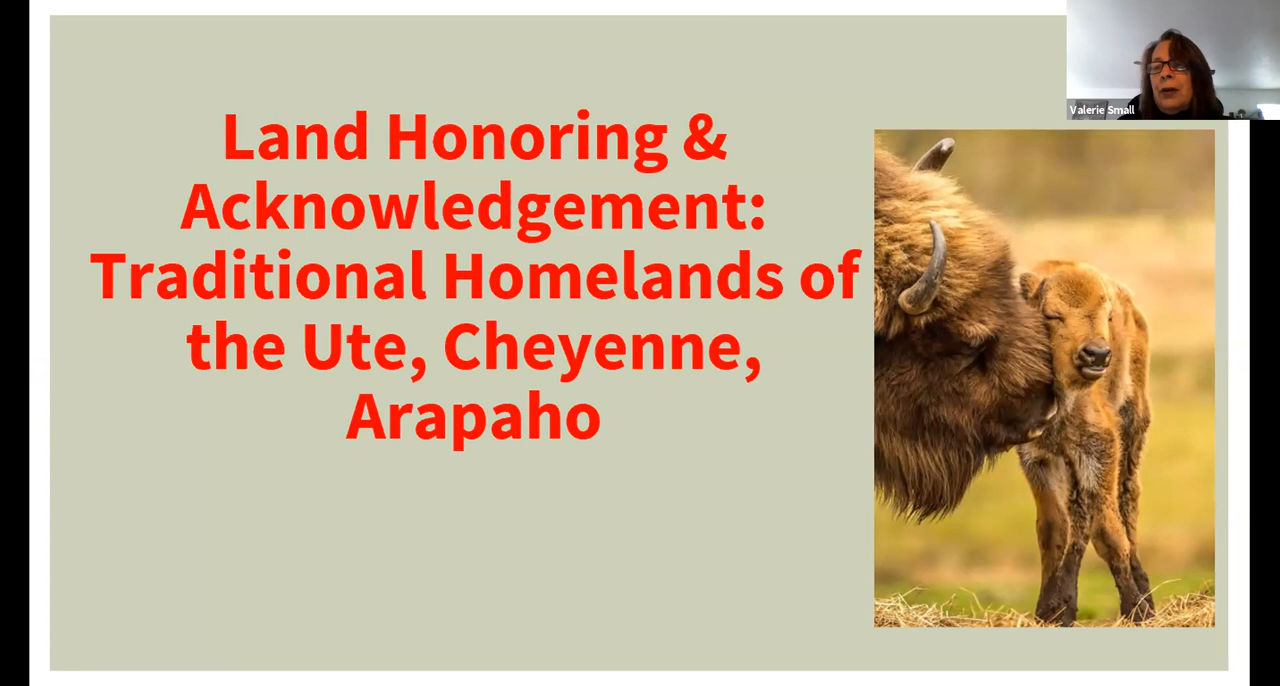 Land Honoring &
Acknowledgement:
Traditional Homelands of
the Ute, Cheyenne,
Arapaho
Valerie Small